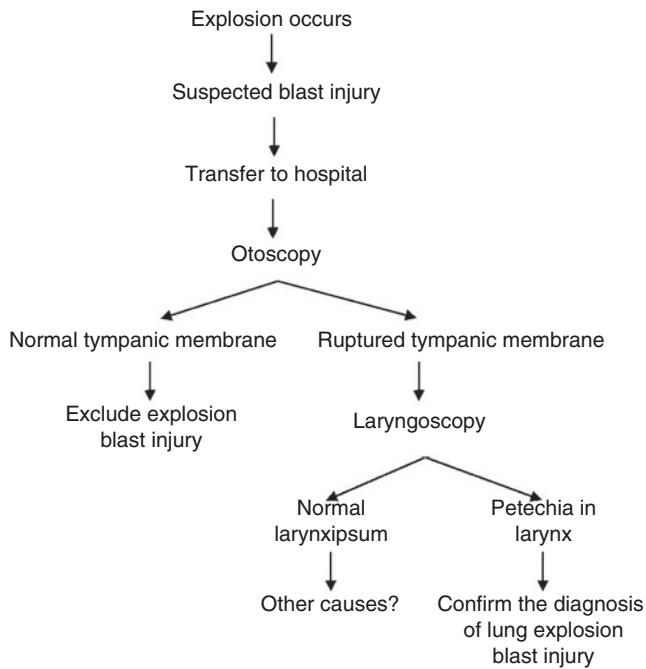 Explosion occurs
Suspected blast injury
Transfer to hospital
Otoscopy
Normal tympanic membrane
Ruptured tympanic membrane
Exclude explosion
blast injury
Laryngoscopy
Normal
larynxipsum
Petechia in
larynx
Other causes?
Confirm the diagnosis
of lung explosion
blast injury